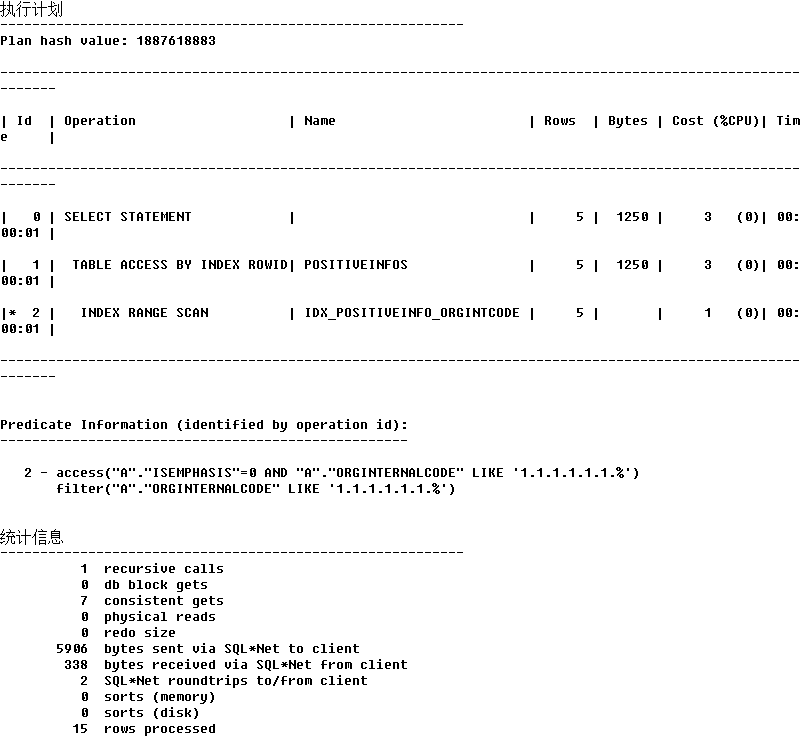 执行计划
----------------------------------------------------------
Plan hash value: 1887618883

----------------------------------------------------------------------------------------------------
-------

| Id  | Operation                   | Name                        | Rows  | Bytes | Cost (%CPU)| Tim
e     |

----------------------------------------------------------------------------------------------------
-------

|   0 | SELECT STATEMENT            |                             |     5 |  1250 |     3   (0)| 00:
00:01 |

|   1 |  TABLE ACCESS BY INDEX ROWID| POSITIVEINFOS               |     5 |  1250 |     3   (0)| 00:
00:01 |

|*  2 |   INDEX RANGE SCAN          | IDX_POSITIVEINFO_ORGINTCODE |     5 |       |     1   (0)| 00:
00:01 |

----------------------------------------------------------------------------------------------------
-------


Predicate Information (identified by operation id):
---------------------------------------------------

   2 - access("A"."ISEMPHASIS"=0 AND "A"."ORGINTERNALCODE" LIKE '1.1.1.1.1.1.%')
       filter("A"."ORGINTERNALCODE" LIKE '1.1.1.1.1.1.%')


统计信息
----------------------------------------------------------
          1  recursive calls
          0  db block gets
          7  consistent gets
          0  physical reads
          0  redo size
       5906  bytes sent via SQL*Net to client
        338  bytes received via SQL*Net from client
          2  SQL*Net roundtrips to/from client
          0  sorts (memory)
          0  sorts (disk)
         15  rows processed